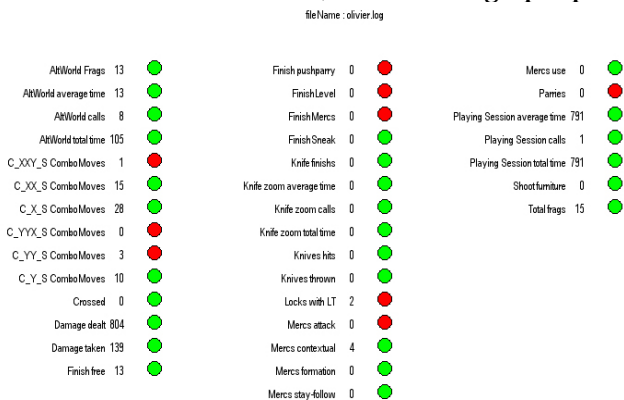 fileName : olivier.log
AltWorld Frags 13
AltWorld average time 13
AltWorld calls 8
AltWorld total time 105
C_XXY_S ComboMoves 1
C_XX_S ComboMoves 15
C_X_S ComboMoves 28
C_YYX_S ComboMoves 0
C_YY_S ComboMoves 3
C_Y_S ComboMoves 10
Crossed 0
Damage dealt 804
Damage taken 139
Finish free 13
Finish pushparry 0
FinishLevel 0
FinishMercs 0
FinishSneak 0
Knife finishs 0
Knife zoom average time 0
Knife zoom calls 0
Knife zoom total time 0
Knives hits 0
Knives thrown 0
Locks with LT 2
Mercs attack 0
Mercs contextual 4
Mercs formation 0
Mercs stay-follow 0
Mercs use 0
Parries 0
Playing Session average time 791
Playing Session calls 1
Playing Session total time 791
Shoot furniture 0
Total frags 15